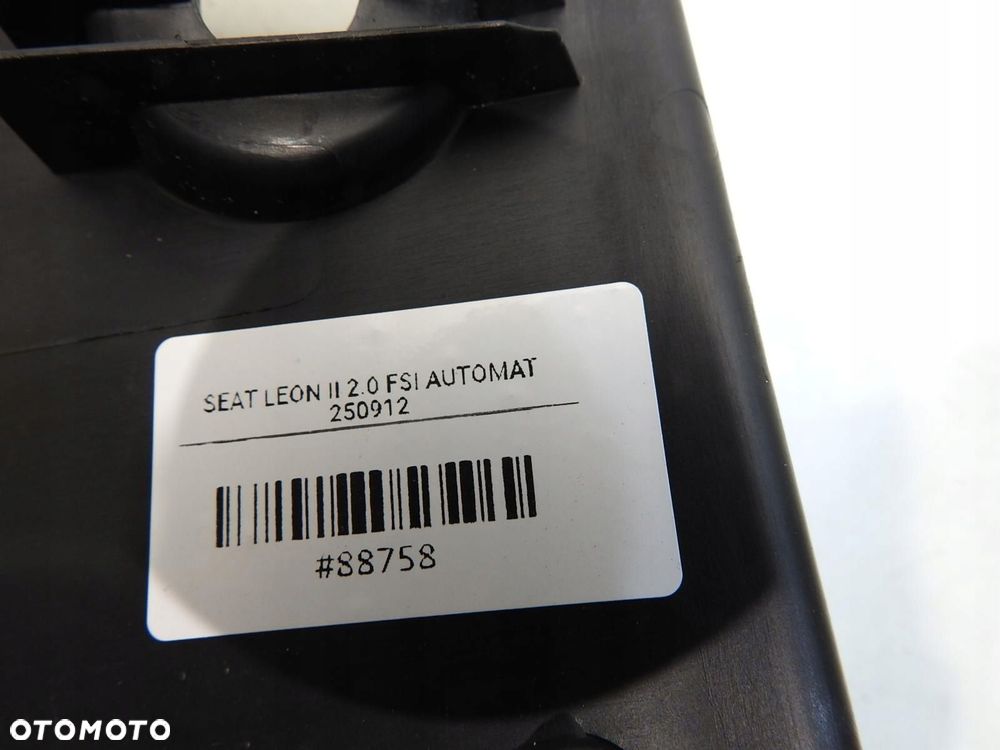 SEAT LEON II 2.0 FSI AUTOMAT
250912
#88758
OTOMOTO